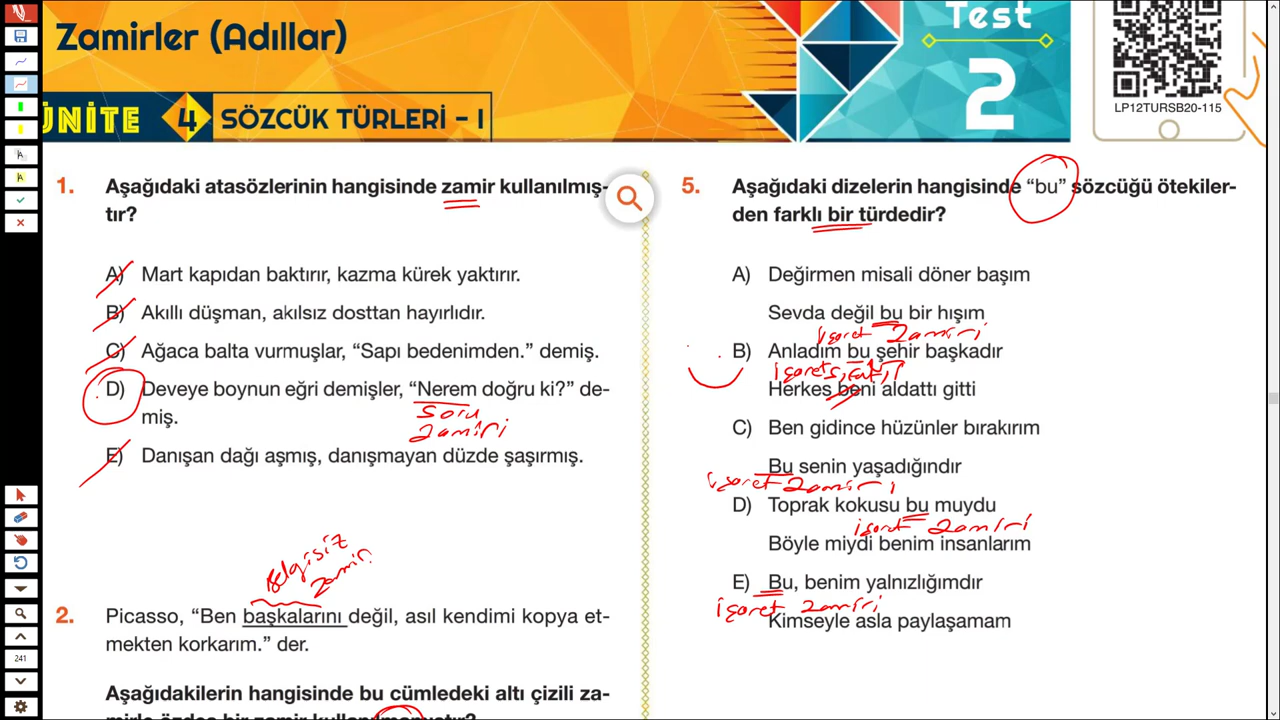 Zamirler (Adıllar)
Test
2
ÜNİTE 4 SÖZCÜK TÜRLERİ - I
LP12TURSB20-115
1. Aşağıdaki atasözlerinin hangisinde zamir kullanılmış-
tır?
A) Mart kapıdan baktırır, kazma kürek yaktırır.
B) Akıllı düşman, akılsız dosttan hayırlıdır.
C) Ağaca balta vurmuşlar, “Sapı bedenimden.” demiş.
D) Deveye boynun eğri demişler, “Nerem doğru ki?” de-
miş.
soru
zamiri
E) Danışan dağı aşmış, danışmayan düzde şaşırmış.
Belgisiz
zamir
2. Picasso, “Ben başkalarını değil, asıl kendimi kopya et-
mekten korkarım.” der.
Aşağıdakilerin hangisinde bu cümledeki altı çizili za-
mirle özdeş bir zamir kullanılmamıştır?
5. Aşağıdaki dizelerin hangisinde “bu” sözcüğü ötekiler-
den farklı bir türdedir?
A) Değirmen misali döner başım
Sevda değil bu bir hışım
işaret zamiri
B) Anladım bu şehir başkadır
işaret sıfatı
Herkes beni aldattı gitti
C) Ben gidince hüzünler bırakırım
Bu senin yaşadığındır
işaret zamiri
D) Toprak kokusu bu muydu
işaret zamiri
Böyle miydi benim insanlarım
E) Bu, benim yalnızlığımdır
işaret zamiri
Kimseyle asla paylaşamam
241